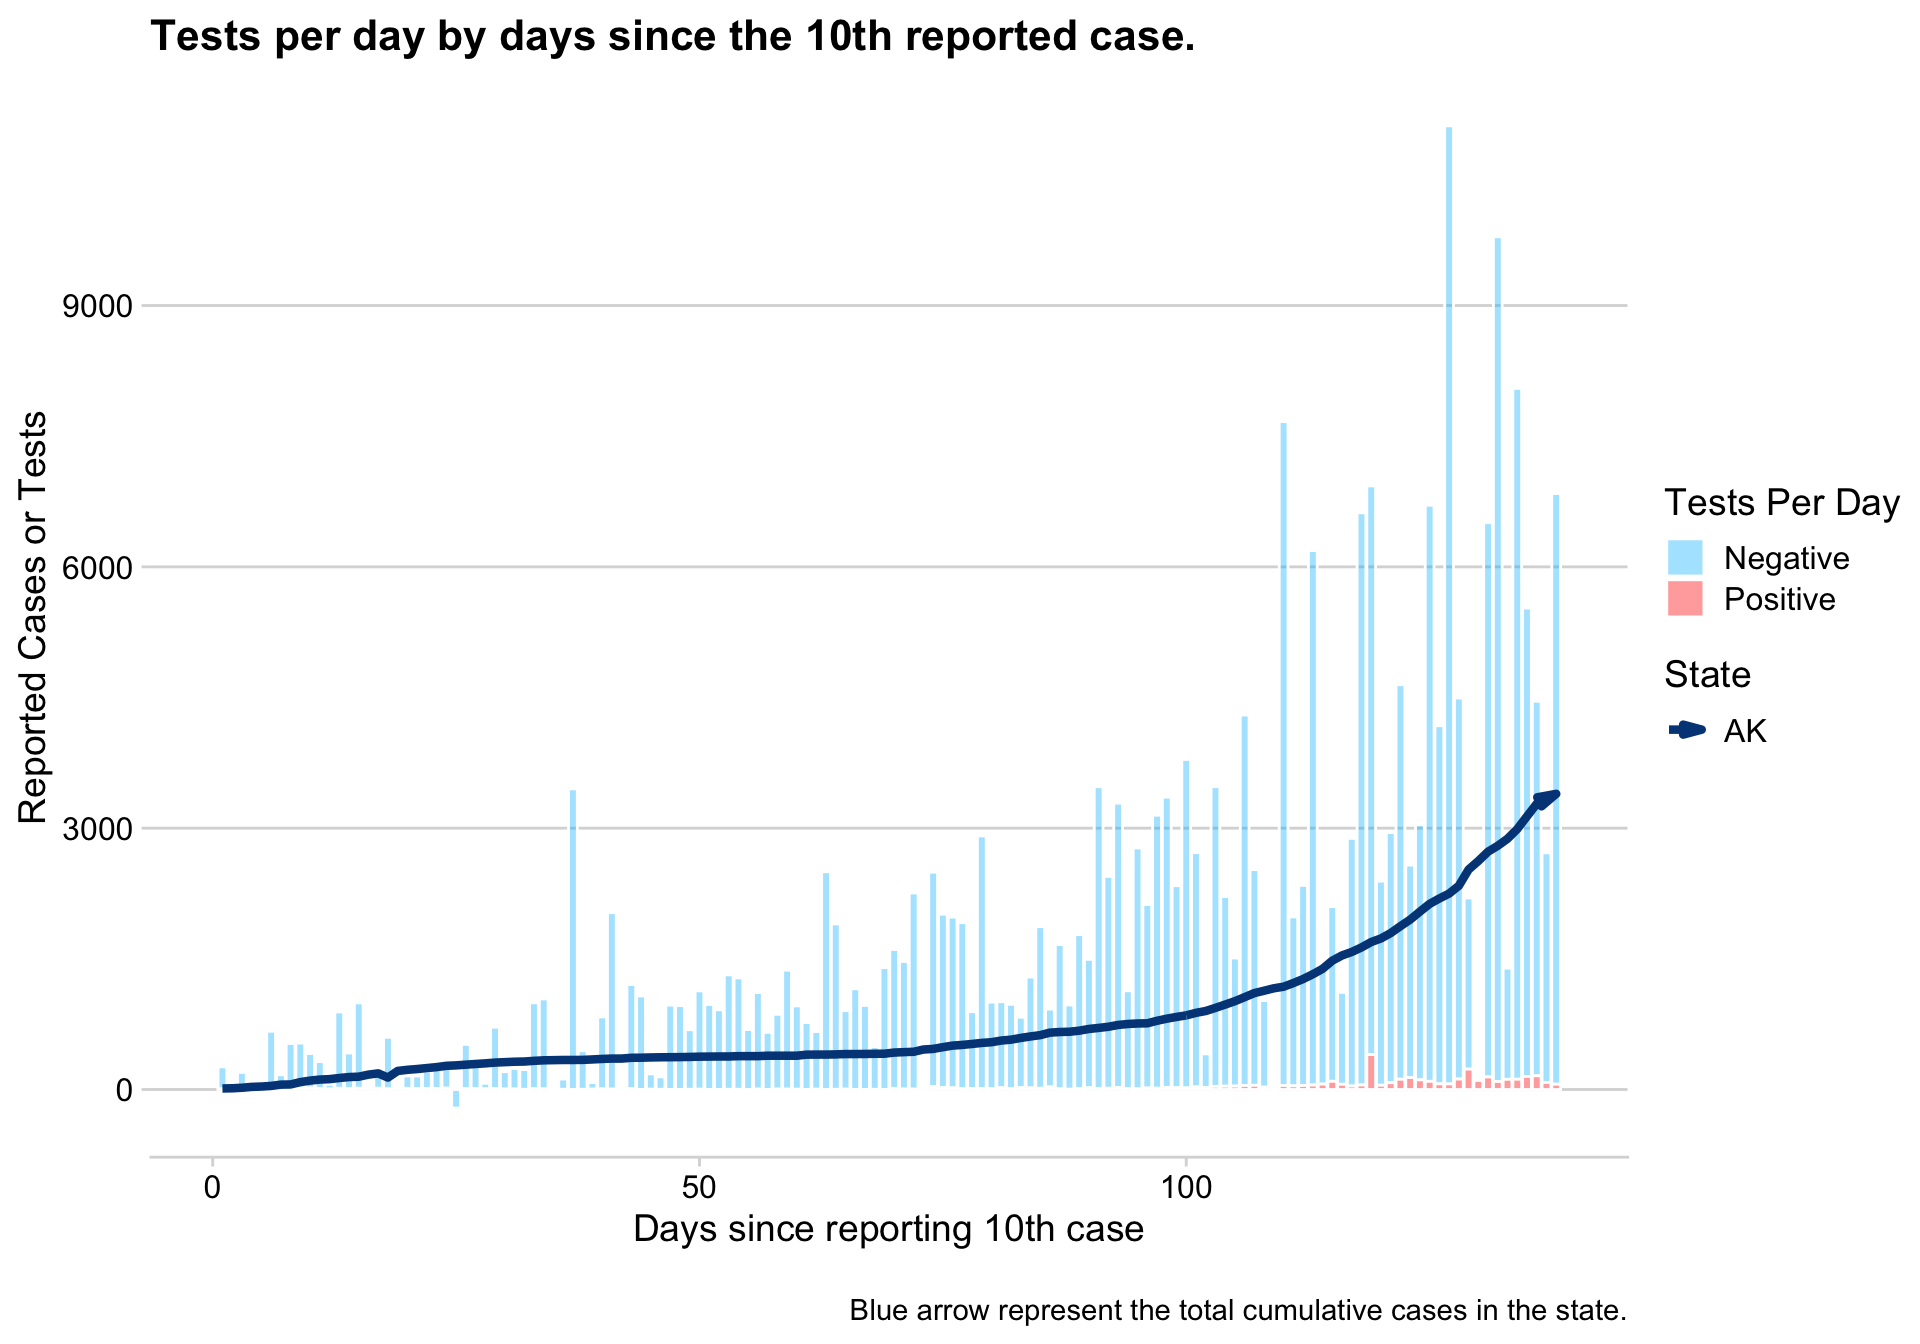 Tests per day by days since the 10th reported case.
Reported Cases or Tests
9000
6000
3000
0
0
50
100
Days since reporting 10th case
Tests Per Day
Negative
Positive
State
AK
Blue arrow represent the total cumulative cases in the state.